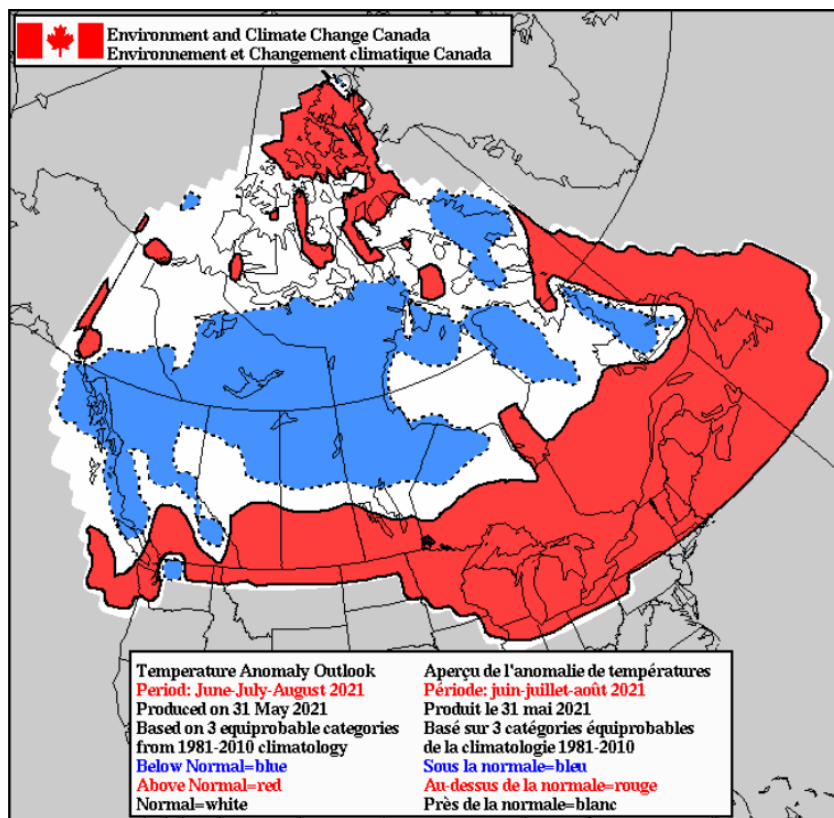 Environment and Climate Change Canada
Environnement et Changement climatique Canada
Temperature Anomaly Outlook
Period: June-July-August 2021
Produced on 31 May 2021
Based on 3 equiprobable categories
from 1981-2010 climatology
Below Normal=blue
Above Normal=red
Normal=white
Aperçu de l'anomalie de températures
Période: juin-juillet-août 2021
Produit le 31 mai 2021
Basé sur 3 catégories équiprobables
de la climatologie 1981-2010
Sous la normale=bleu
Au-dessus de la normale=rouge
Près de la normale=blanc